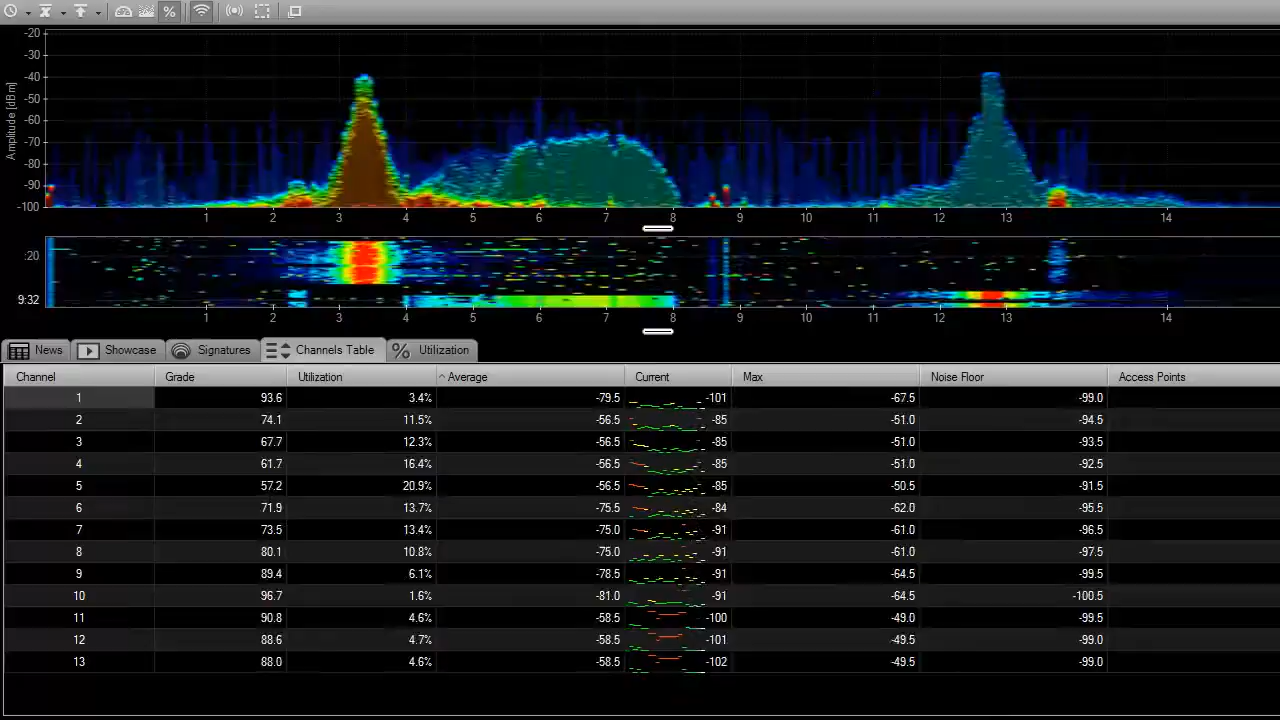 %
-20
-30
-40
-50
-60
-70
-80
-90
-100
Amplitude [dBm]
1 2 3 4 5 6 7 8 9 10 11 12 13 14
:20
9:32
1 2 3 4 5 6 7 8 9 10 11 12 13 14
News Showcase Signatures Channels Table % Utilization
Channel Grade Utilization Average Current Max Noise Floor Access Points
1 93.6 3.4% -79.5 -101 -67.5 -99.0
2 74.1 11.5% -56.5 -85 -51.0 -94.5
3 67.7 12.3% -56.5 -85 -51.0 -93.5
4 61.7 16.4% -56.5 -85 -51.0 -92.5
5 57.2 20.9% -56.5 -85 -50.5 -91.5
6 71.9 13.7% -75.5 -84 -62.0 -95.5
7 73.5 13.4% -75.0 -91 -61.0 -96.5
8 80.1 10.8% -75.0 -91 -61.0 -97.5
9 89.4 6.1% -78.5 -91 -64.5 -99.5
10 96.7 1.6% -81.0 -91 -64.5 -100.5
11 90.8 4.6% -58.5 -100 -49.0 -99.5
12 88.6 4.7% -58.5 -101 -49.5 -99.0
13 88.0 4.6% -58.5 -102 -49.5 -99.0